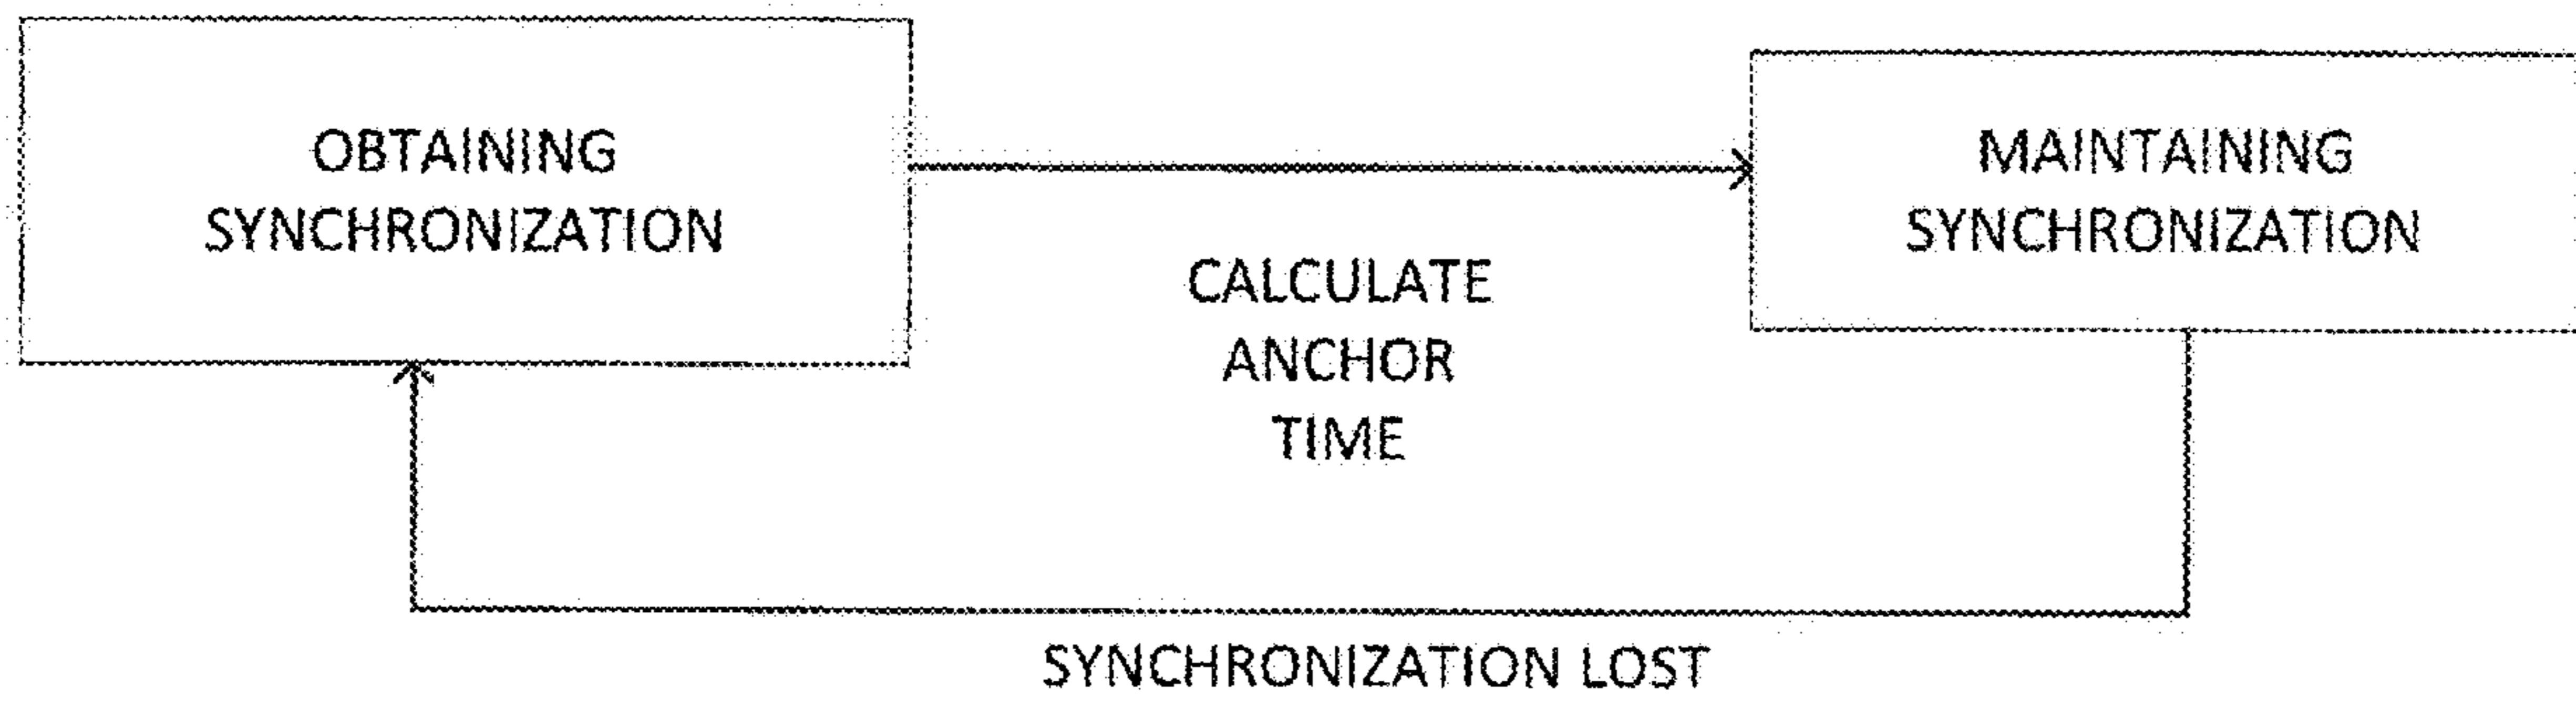 OBTAINING
SYNCHRONIZATION
MAINTAINING
SYNCHRONIZATION
CALCULATE
ANCHOR
TIME
SYNCHRONIZATION LOST